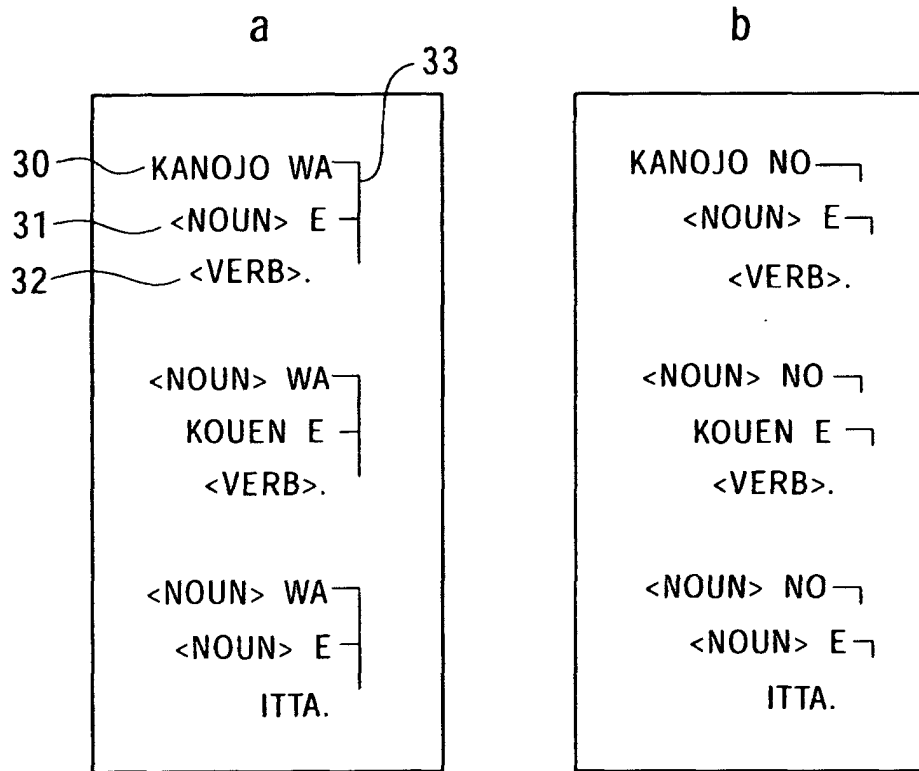 a
33
30 KANOJO WA
31 <NOUN> E
32 <VERB>.
<NOUN> WA
KOUEN E
<VERB>.
<NOUN> WA
<NOUN> E
ITTA.
b
KANOJO NO
<NOUN> E
<VERB>.
<NOUN> NO
KOUEN E
<VERB>.
<NOUN> NO
<NOUN> E
ITTA.